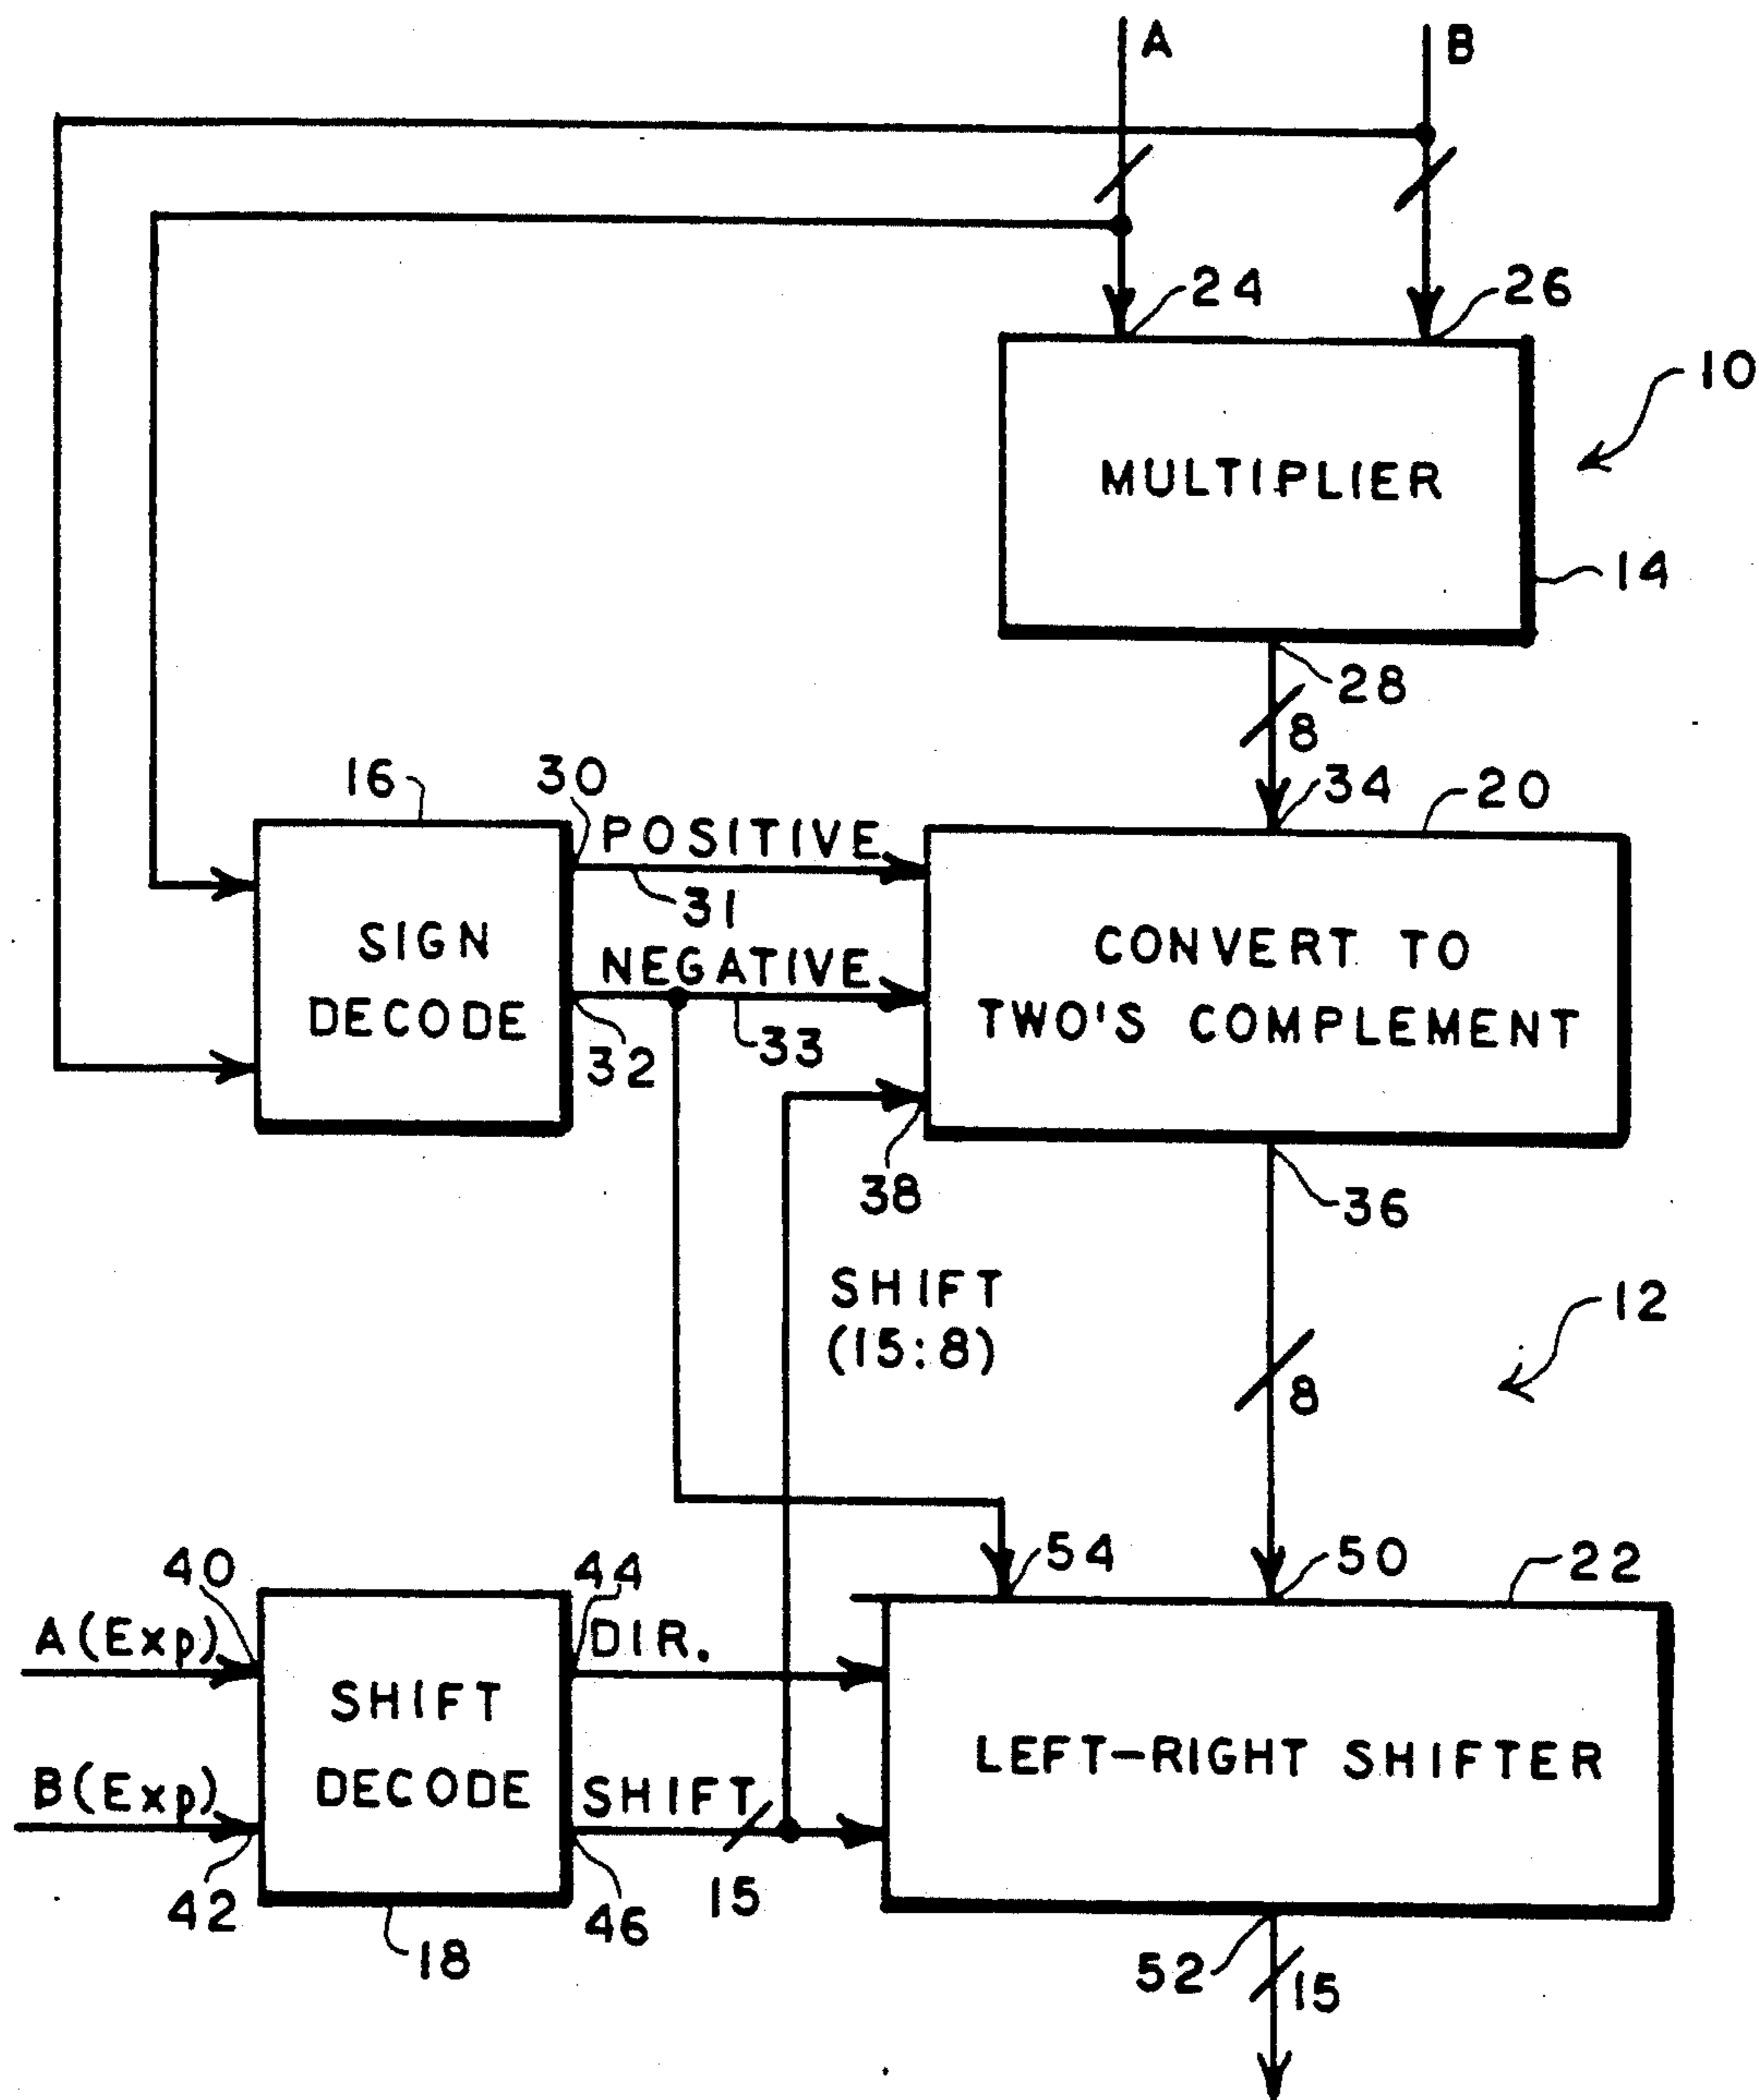 A
B
24
26
10
MULTIPLIER
14
28
8
16
30
34
20
POSITIVE
31
SIGN
DECODE
NEGATIVE
CONVERT TO
TWO'S COMPLEMENT
32
33
38
36
SHIFT
(15:8)
12
8
40
44
54
50
22
A(Exp)
DIR.
SHIFT
DECODE
LEFT-RIGHT SHIFTER
B(Exp)
SHIFT
15
42
46
18
52
15